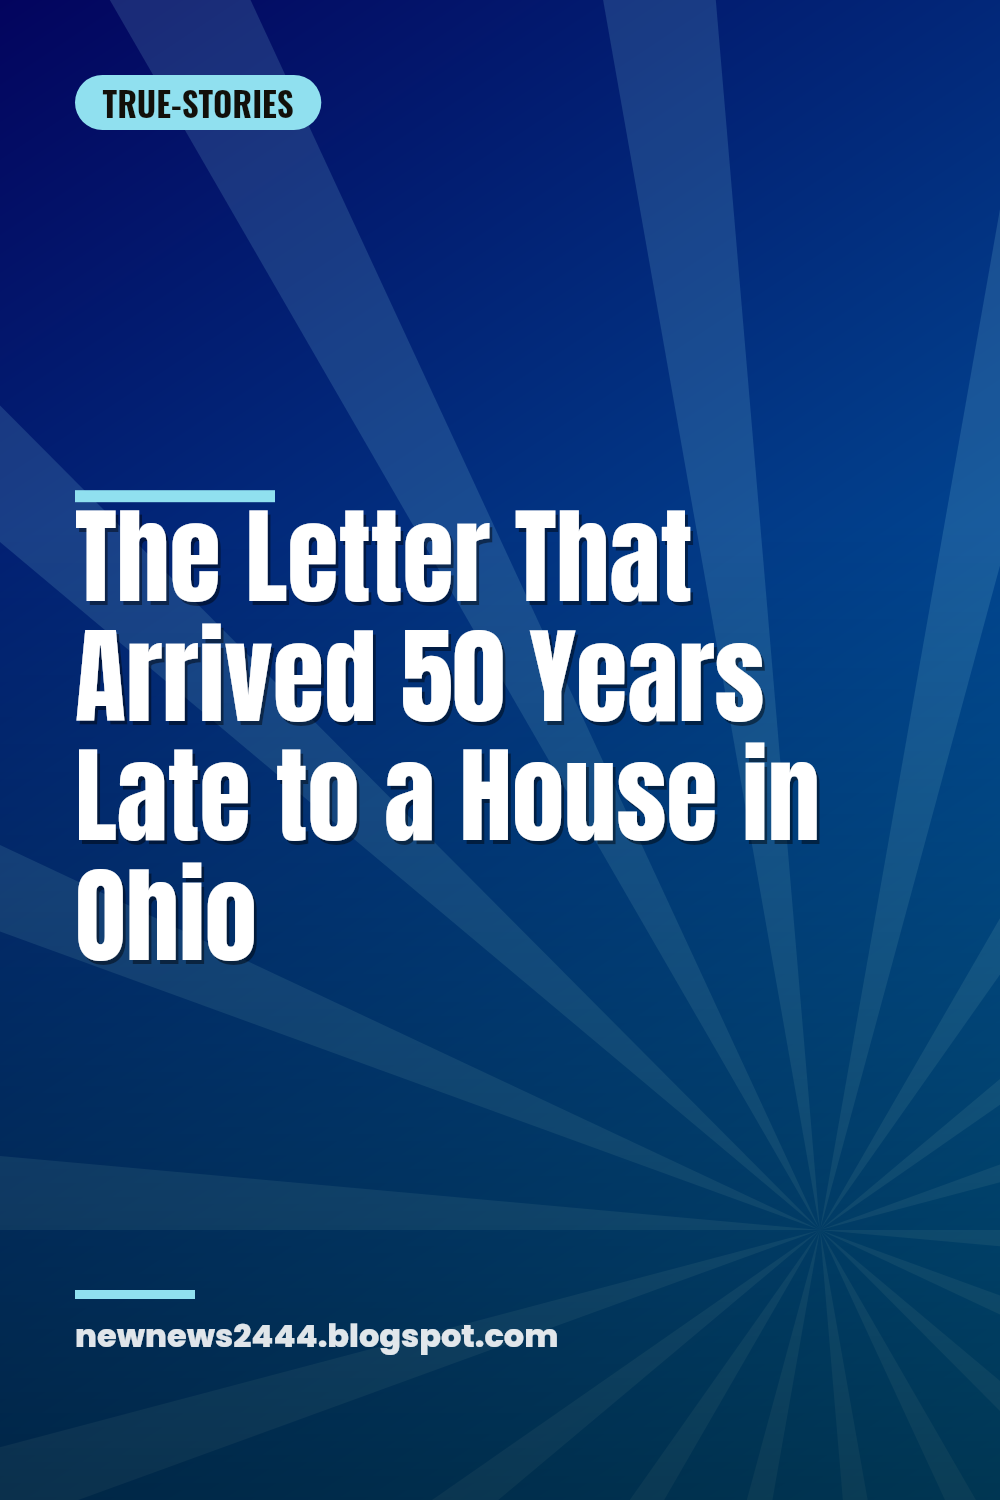 TRUE-STORIES
The Letter That
Arrived 50 Years
Late to a House in
Ohio
newnews2444.blogspot.com